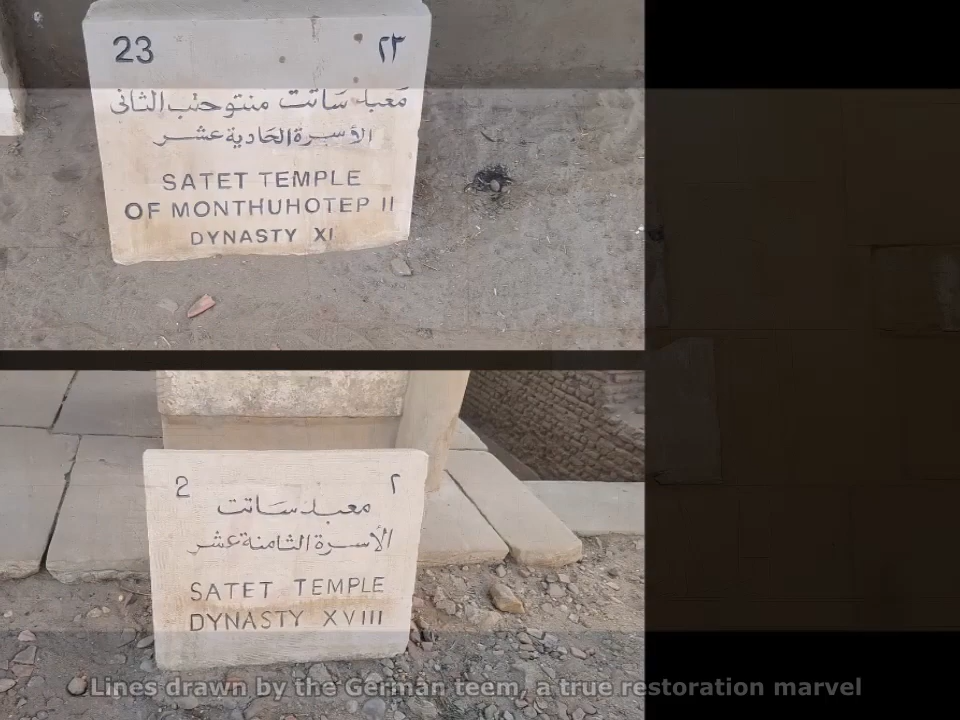 23 ٢٣
معبد ساتت منتوحتب الثانى
الأسرة الحادية عشر
SATET TEMPLE
OF MONTHUHOTEP II
DYNASTY XI
2 ٢
معبد ساتت
الأسرة الثامنة عشر
SATET TEMPLE
DYNASTY XVIII
Lines drawn by the German teem, a true restoration marvel